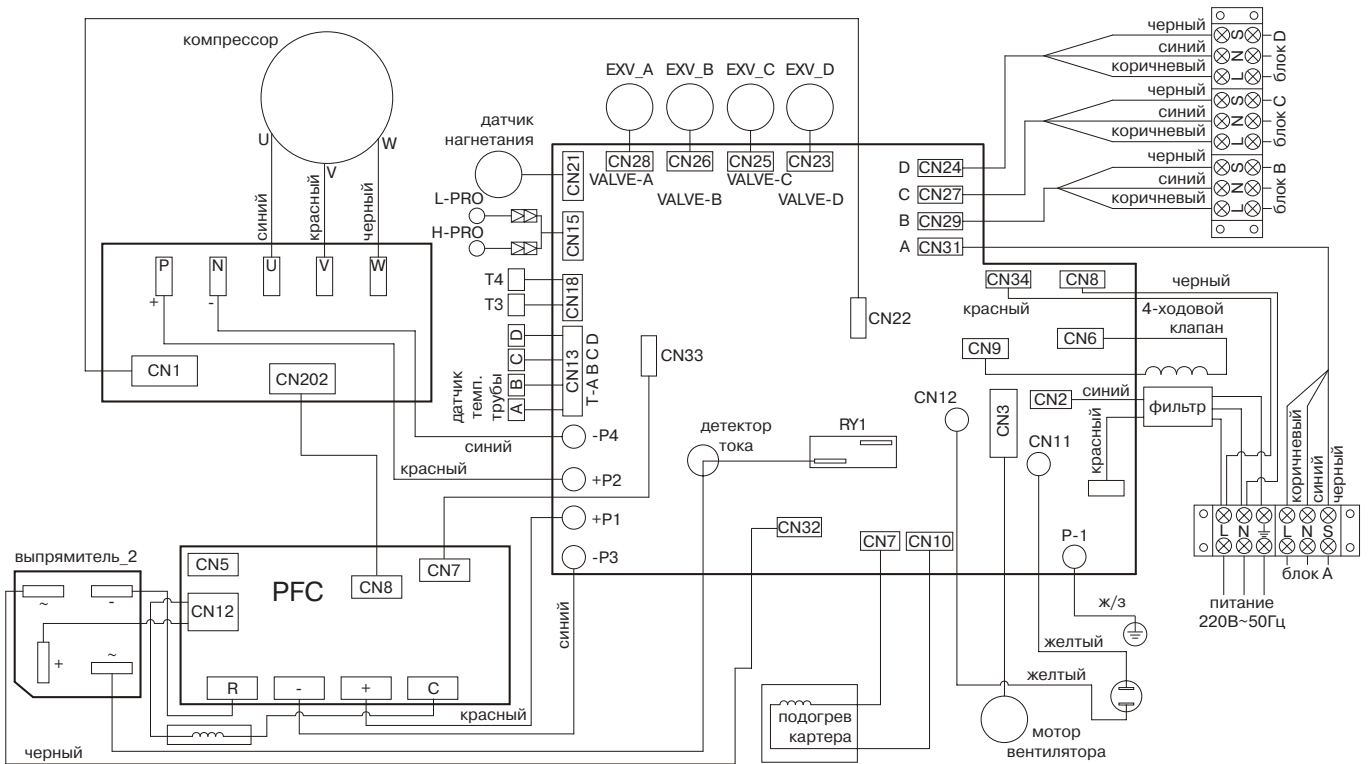 компрессор
U
V
W
синий
красный
черный
P
N
U
V
W
+
-
CN1
CN202
EXV_A
EXV_B
EXV_C
EXV_D
CN28
CN26
CN25
CN23
VALVE-A
VALVE-B
VALVE-C
VALVE-D
датчик
нагнетания
CN21
L-PRO
H-PRO
CN15
T4
T3
CN18
D
C
B
A
CN13
T-A B C D
датчик
темп.
трубы
-P4
+P2
+P1
-P3
синий
красный
CN33
CN22
детектор
тока
RY1
D
CN24
C
CN27
B
CN29
A
CN31
черный
синий
коричневый
S
N
L
блок D
черный
синий
коричневый
S
N
L
блок C
черный
синий
коричневый
S
N
L
блок B
CN34
CN8
красный
черный
4-ходовой
клапан
CN6
CN9
CN2
синий
фильтр
красный
CN12
CN3
CN11
коричневый
синий
черный
L
N
L
N
S
блок A
питание
220В~50Гц
CN32
CN7
CN10
P-1
ж/з
желтый
желтый
подогрев
картера
мотор
вентилятора
выпрямитель_2
~
-
+
~
CN5
CN12
PFC
CN8
CN7
R
-
+
C
красный
синий
черный